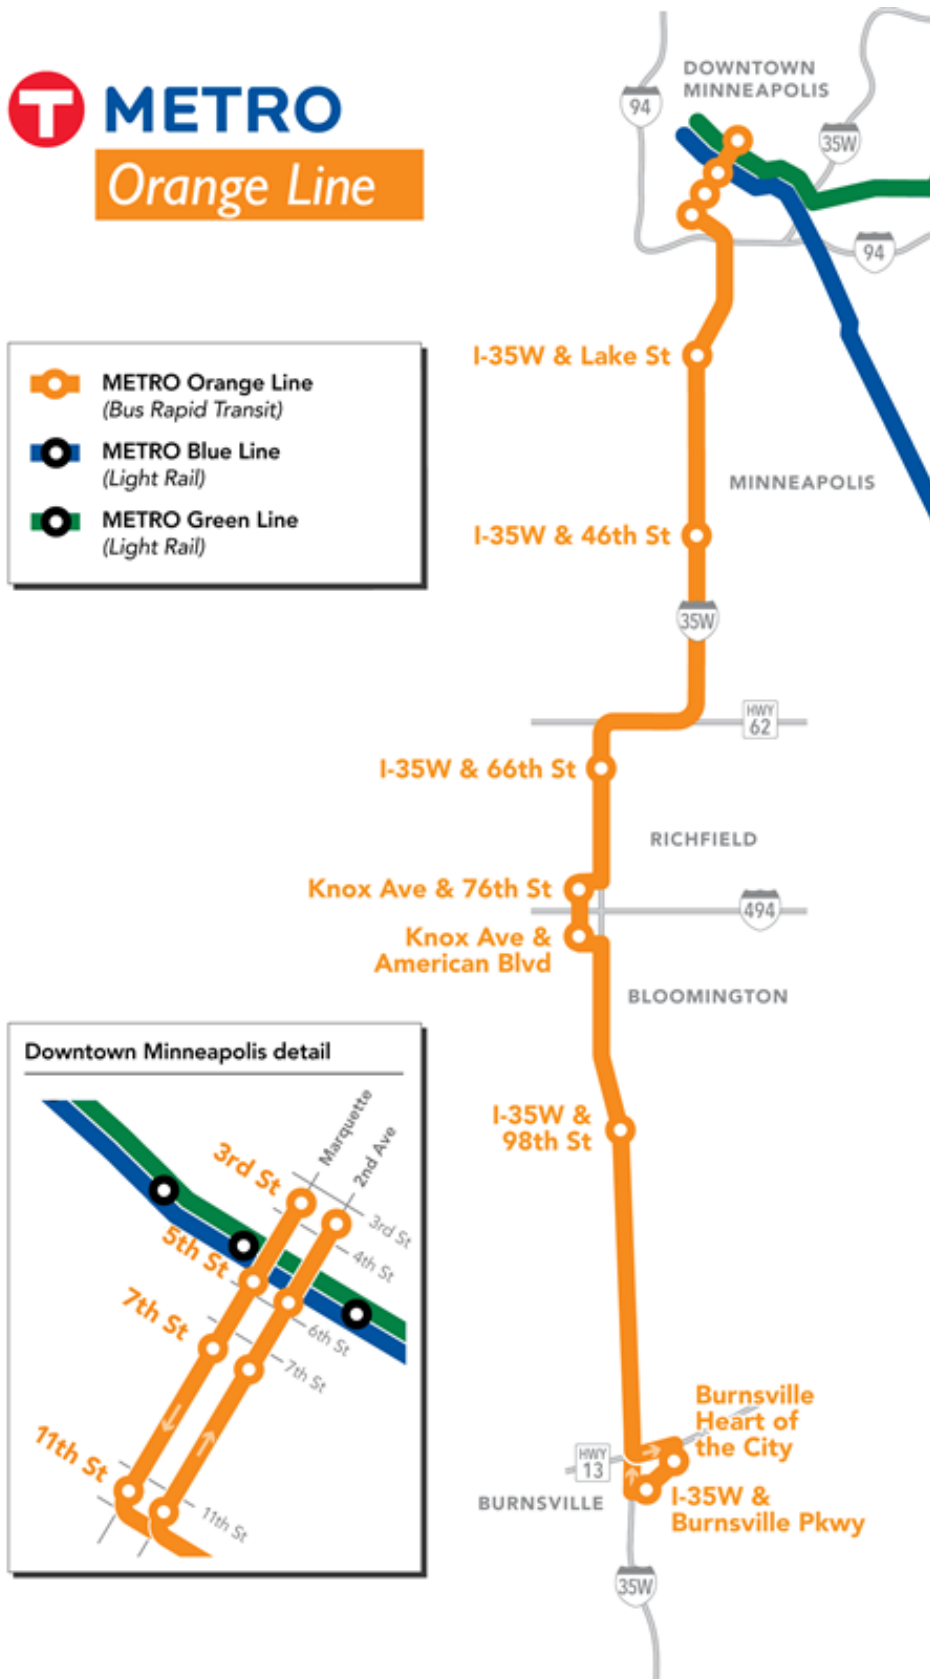 T METRO
Orange Line
DOWNTOWN
MINNEAPOLIS
94
35W
94
METRO Orange Line
(Bus Rapid Transit)
METRO Blue Line
(Light Rail)
METRO Green Line
(Light Rail)
I-35W & Lake St
MINNEAPOLIS
I-35W & 46th St
35W
HWY
62
I-35W & 66th St
RICHFIELD
Knox Ave & 76th St
494
Knox Ave &
American Blvd
BLOOMINGTON
I-35W &
98th St
Burnsville
Heart of
the City
HWY
13
BURNSVILLE
I-35W &
Burnsville Pkwy
35W
Downtown Minneapolis detail
Marquette
2nd Ave
3rd St
3rd St
4th St
5th St
6th St
7th St
7th St
11th St
11th St